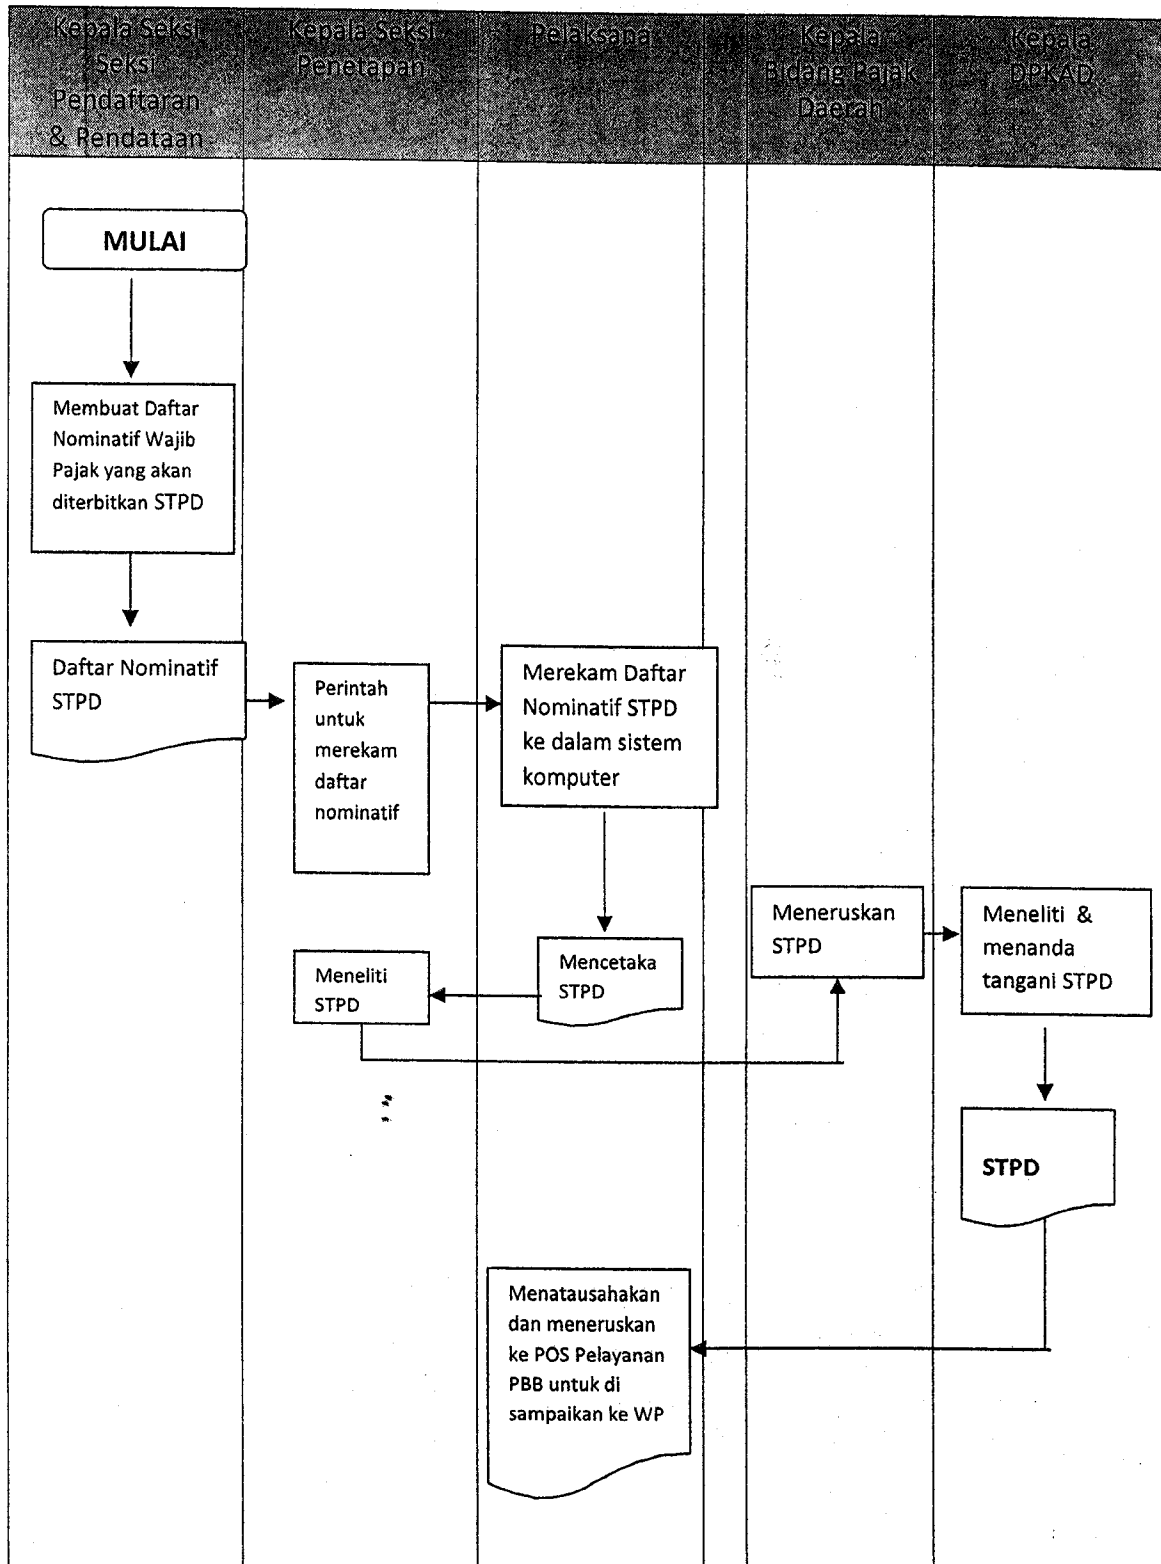 Kepala Seksi
Seksi
Pendaftaran
& Pendataan
Kepala Seksi
Penetapan
Pelaksana
Kepala
Bidang Pajak
Daerah
Kepala
DPKAD
MULAI
Membuat Daftar
Nominatif Wajib
Pajak yang akan
diterbitkan STPD
Daftar Nominatif
STPD
Perintah
untuk
merekam
daftar
nominatif
Merekam Daftar
Nominatif STPD
ke dalam sistem
komputer
Meneruskan
STPD
Meneliti &
menanda
tangani STPD
Meneliti
STPD
Mencetaka
STPD
STPD
Menatausahakan
dan meneruskan
ke POS Pelayanan
PBB untuk di
sampaikan ke WP